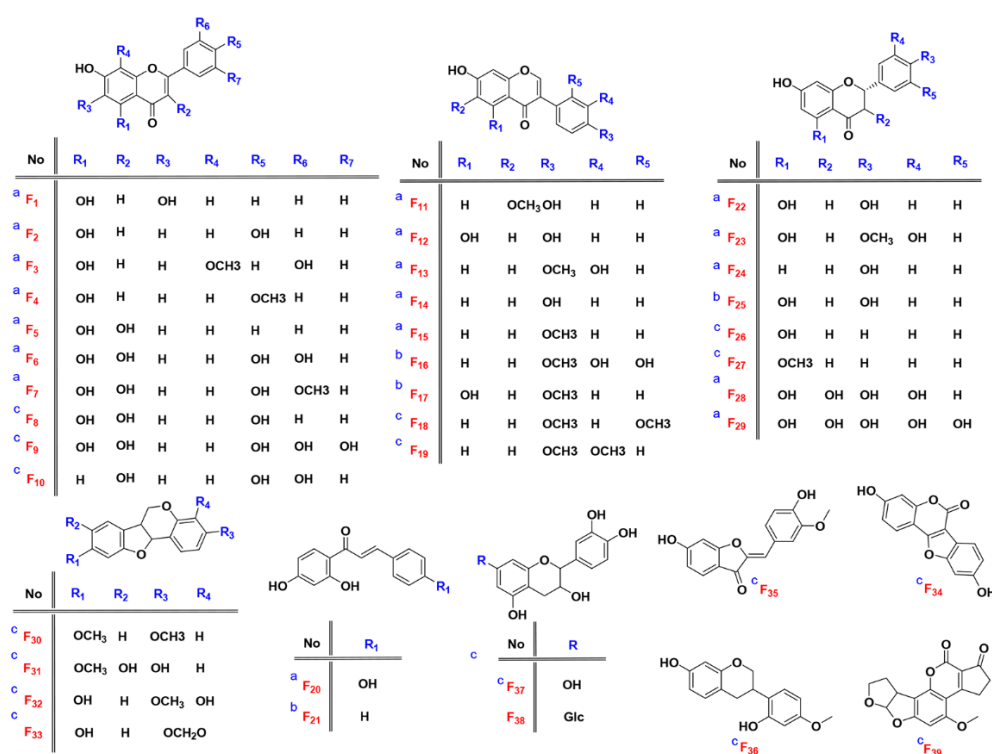 R6
R4
R5
HO
O
R7
R3
R2
R1
O
No R1 R2 R3 R4 R5 R6 R7
a F1 OH H OH H H H H
a F2 OH H H H OH H H
a F3 OH H H OCH3 H OH H
a F4 OH H H H OCH3 H H
a F5 OH OH H H H H H
a F6 OH OH H H OH OH H
a F7 OH OH H H OH OCH3 H
c F8 OH OH H H OH H H
c F9 OH OH H H OH OH OH
c F10 H OH H H OH OH H
HO
O
R5
R4
R2
R1
O
R3
No R1 R2 R3 R4 R5
a F11 H OCH3 OH H H
a F12 OH H OH H H
a F13 H H OCH3 OH H
a F14 H H OH H H
a F15 H H OCH3 H H
b F16 H H OCH3 OH OH
b F17 OH H OCH3 H H
c F18 H H OCH3 H OCH3
c F19 H H OCH3 OCH3 H
R4
R3
HO
O
R5
R2
R1
O
No R1 R2 R3 R4 R5
a F22 OH H OH H H
a F23 OH H OCH3 OH H
a F24 H H OH H H
b F25 OH H OH H H
c F26 OH H H H H
c F27 OCH3 H H H H
a F28 OH OH OH OH H
a F29 OH OH OH OH OH
O
R4
R2
R3
R1
O
No R1 R2 R3 R4
c F30 OCH3 H OCH3 H
c F31 OCH3 OH OH H
c F32 OH H OCH3 OH
c F33 OH H OCH2O
O
HO
OH
R1
No R1
a F20 OH
b F21 H
OH
HO
R
O
OH
OH
OH
No R
c
c F37 OH
F38 Glc
OH
HO
O
O
O
c F35
HO
O
O
O
OH
c F34
HO
O
HO
O
c F36
O
O
O
O
O
O
c F39